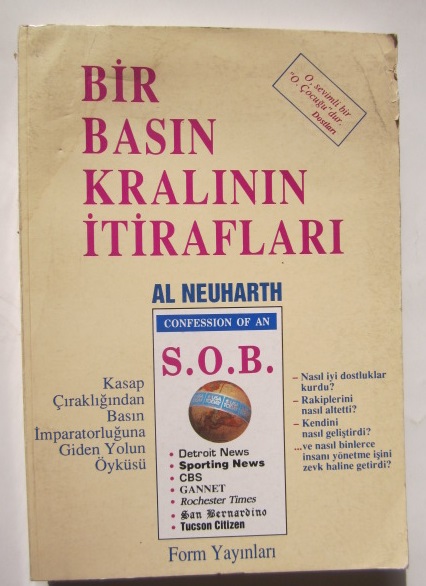 BİR
BASIN
KRALININ
İTİRAFLARI
O, sevimli bir
"O. Çocuğu"dur.
Dostları
AL NEUHARTH
CONFESSION OF AN
S.O.B.
Kasap
Çıraklığından
Basın
İmparatorluğuna
Giden Yolun
Öyküsü
• Detroit News
• Sporting News
• CBS
• GANNET
• Rochester Times
• San Bernardino
• Tucson Citizen
– Nasıl iyi dostluklar
kurdu?
– Rakiplerini
nasıl altetti?
– Kendini
nasıl geliştirdi?
...ve nasıl binlerce
insanı yönetme işini
zevk haline getirdi?
Form Yayınları